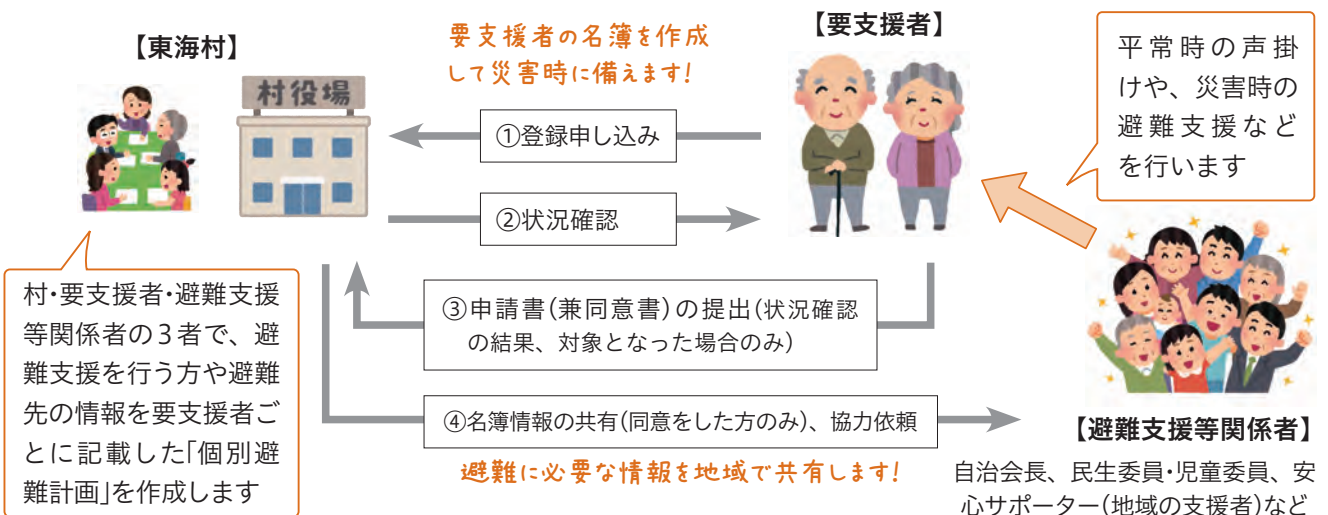 【東海村】
村役場
要支援者の名簿を作成
して災害時に備えます!
【要支援者】
平常時の声掛
けや、災害時の
避難支援など
を行います
①登録申し込み
②状況確認
③申請書(兼同意書)の提出(状況確認
の結果、対象となった場合のみ)
④名簿情報の共有(同意をした方のみ)、協力依頼
避難に必要な情報を地域で共有します!
村・要支援者・避難支援
等関係者の3者で、避
難支援を行う方や避難
先の情報を要支援者ご
とに記載した「個別避
難計画」を作成します
【避難支援等関係者】
自治会長、民生委員・児童委員、安
心サポーター(地域の支援者)など